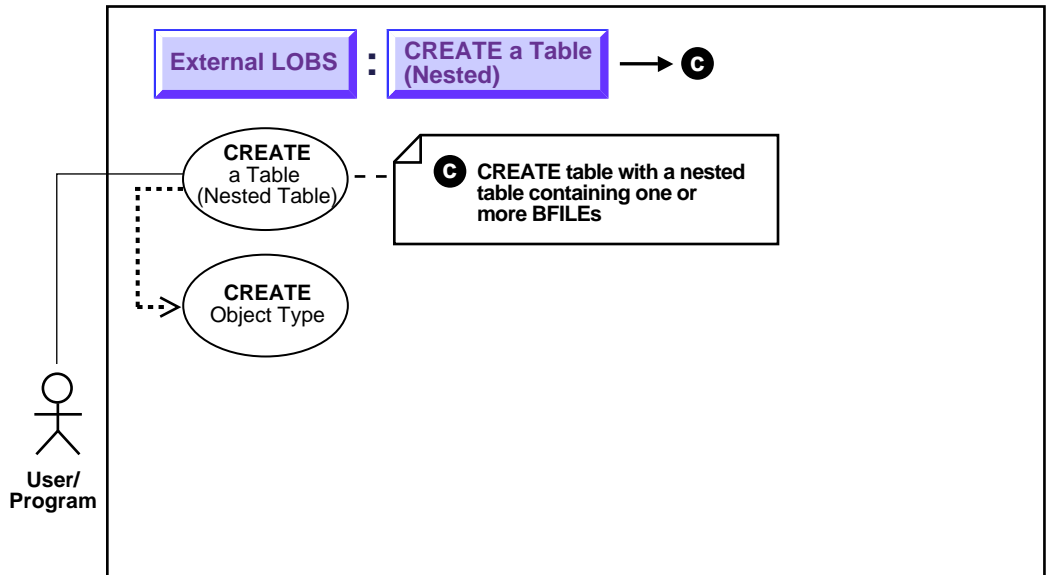 External LOBS : CREATE a Table
(Nested)
C
CREATE
a Table
(Nested Table)
C CREATE table with a nested
table containing one or
more BFILEs
CREATE
Object Type
User/
Program